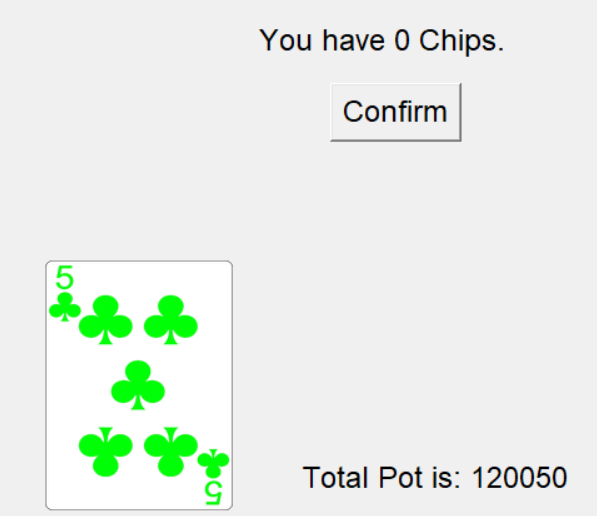 You have 0 Chips.
Confirm
5
Total Pot is: 120050
5